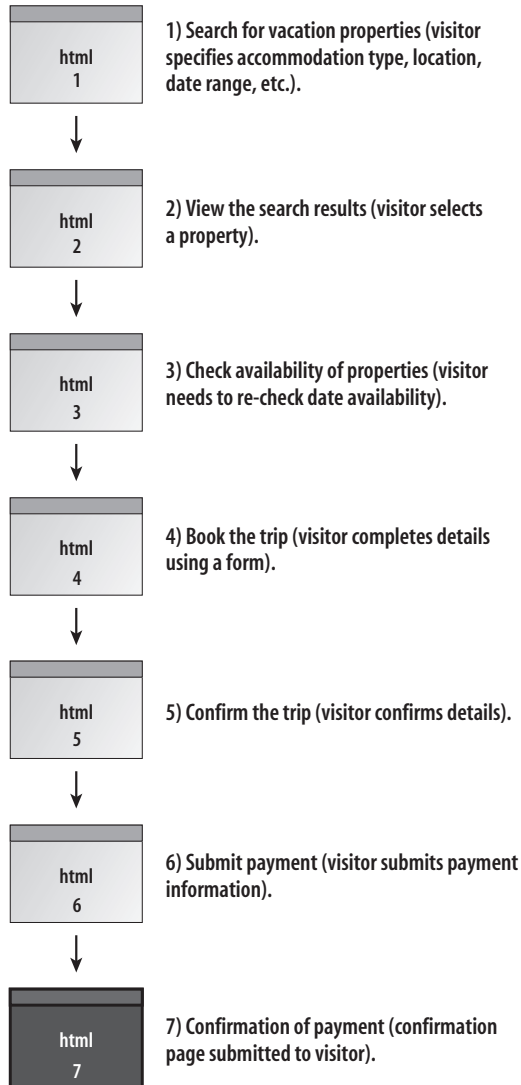 html
1
1) Search for vacation properties (visitor
specifies accommodation type, location,
date range, etc.).
html
2
2) View the search results (visitor selects
a property).
html
3
3) Check availability of properties (visitor
needs to re-check date availability).
html
4
4) Book the trip (visitor completes details
using a form).
html
5
5) Confirm the trip (visitor confirms details).
html
6
6) Submit payment (visitor submits payment
information).
html
7
7) Confirmation of payment (confirmation
page submitted to visitor).